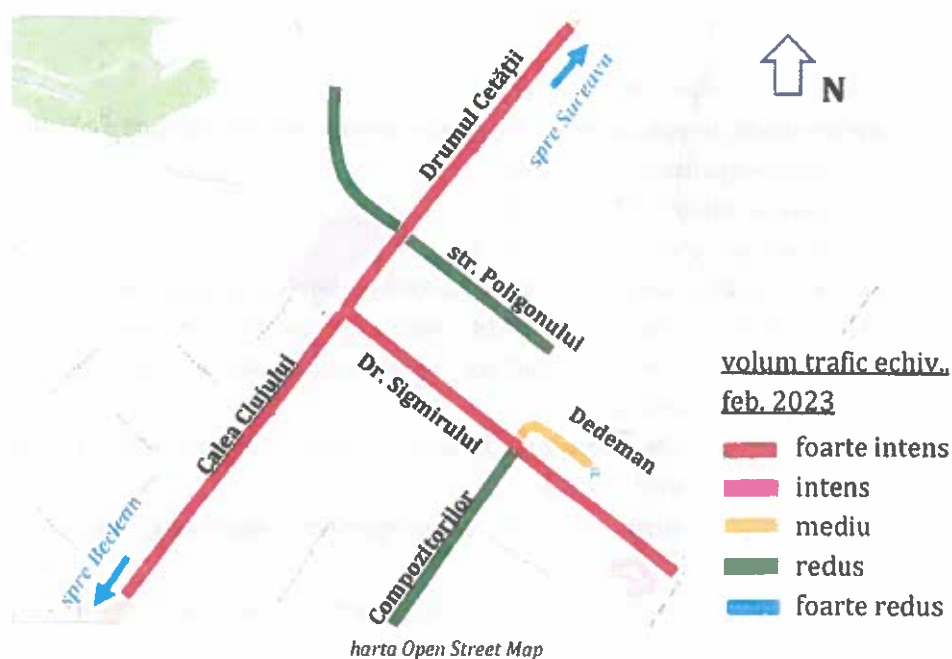 Drumul Cetății
spre Suceava
N
str. Poligonului
Calea Clujului
Dr. Sigmirului
Dedeman
Compozitorilor
spre Beclean
volum trafic echiv..
feb. 2023
foarte intens
intens
mediu
redus
foarte redus
harta Open Street Map